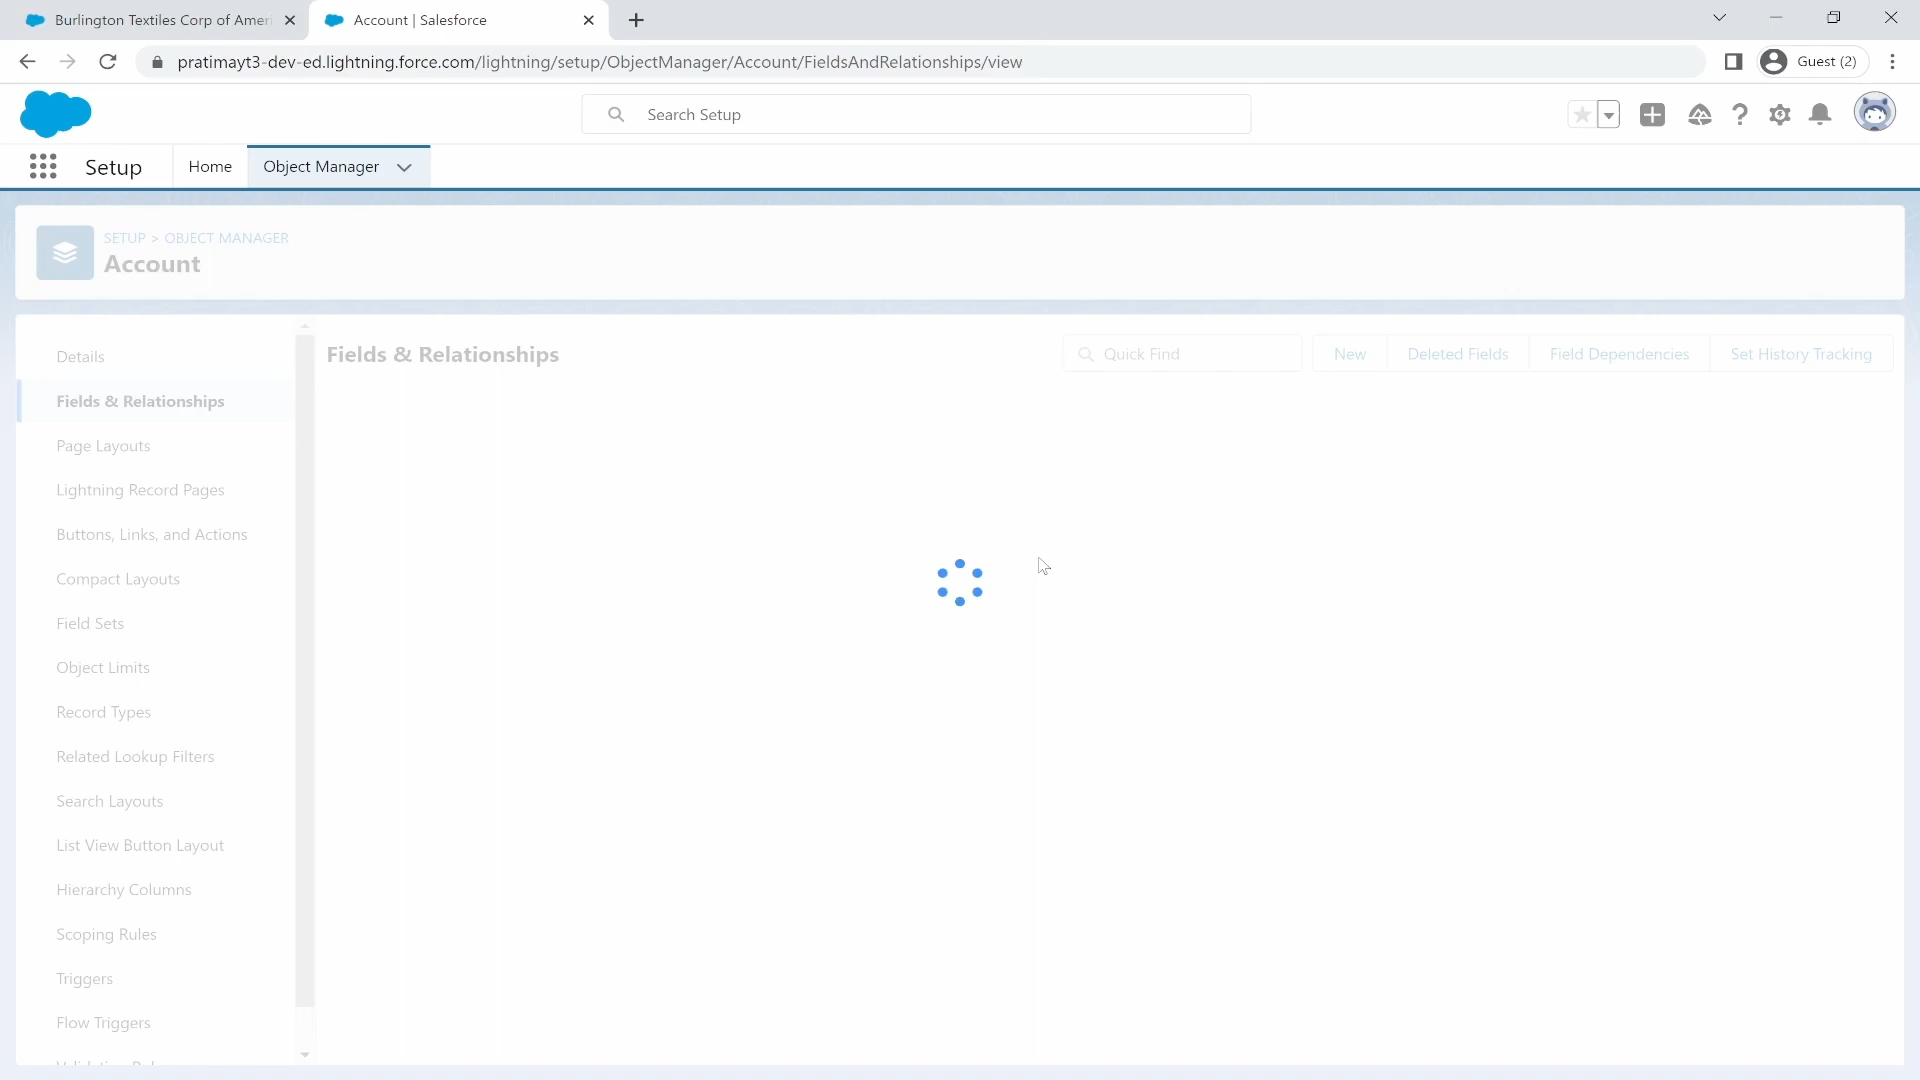 Burlington Textiles Corp of Ameri
Account | Salesforce
pratimayt3-dev-ed.lightning.force.com/lightning/setup/ObjectManager/Account/FieldsAndRelationships/view
Guest (2)
Search Setup
Setup
Home
Object Manager
SETUP > OBJECT MANAGER
Account
Details
Fields & Relationships
Page Layouts
Lightning Record Pages
Buttons, Links, and Actions
Compact Layouts
Field Sets
Object Limits
Record Types
Related Lookup Filters
Search Layouts
List View Button Layout
Hierarchy Columns
Scoping Rules
Triggers
Flow Triggers
Fields & Relationships
Quick Find
New
Deleted Fields
Field Dependencies
Set History Tracking